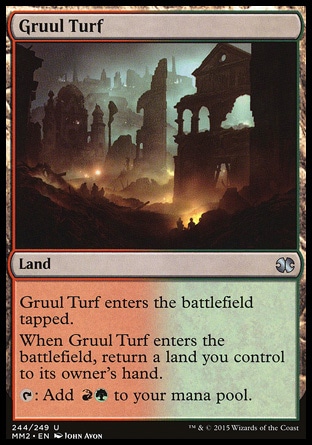 Gruul Turf
Land
Gruul Turf enters the battlefield
tapped.
When Gruul Turf enters the
battlefield, return a land you control
to its owner's hand.
: Add to your mana pool.
244/249 U
MM2 • EN John Avon
™ & © 2015 Wizards of the Coast